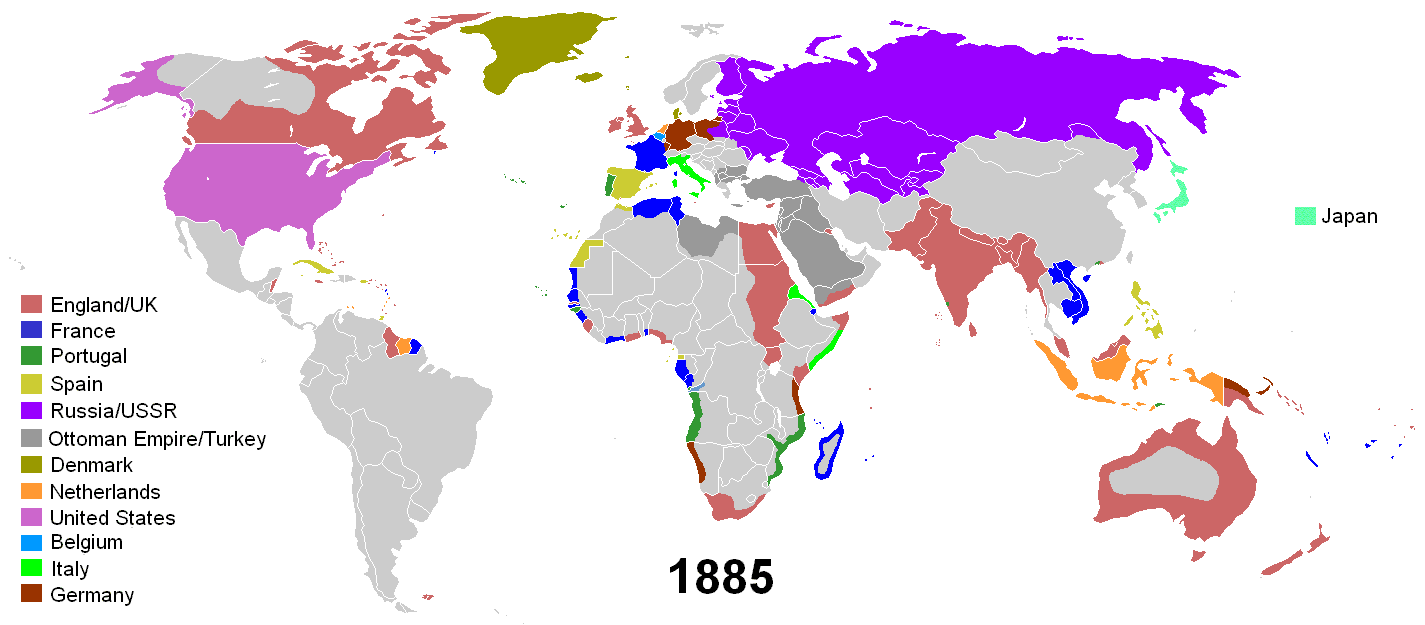 Japan
England/UK
France
Portugal
Spain
Russia/USSR
Ottoman Empire/Turkey
Denmark
Netherlands
United States
Belgium
Italy
Germany
1885